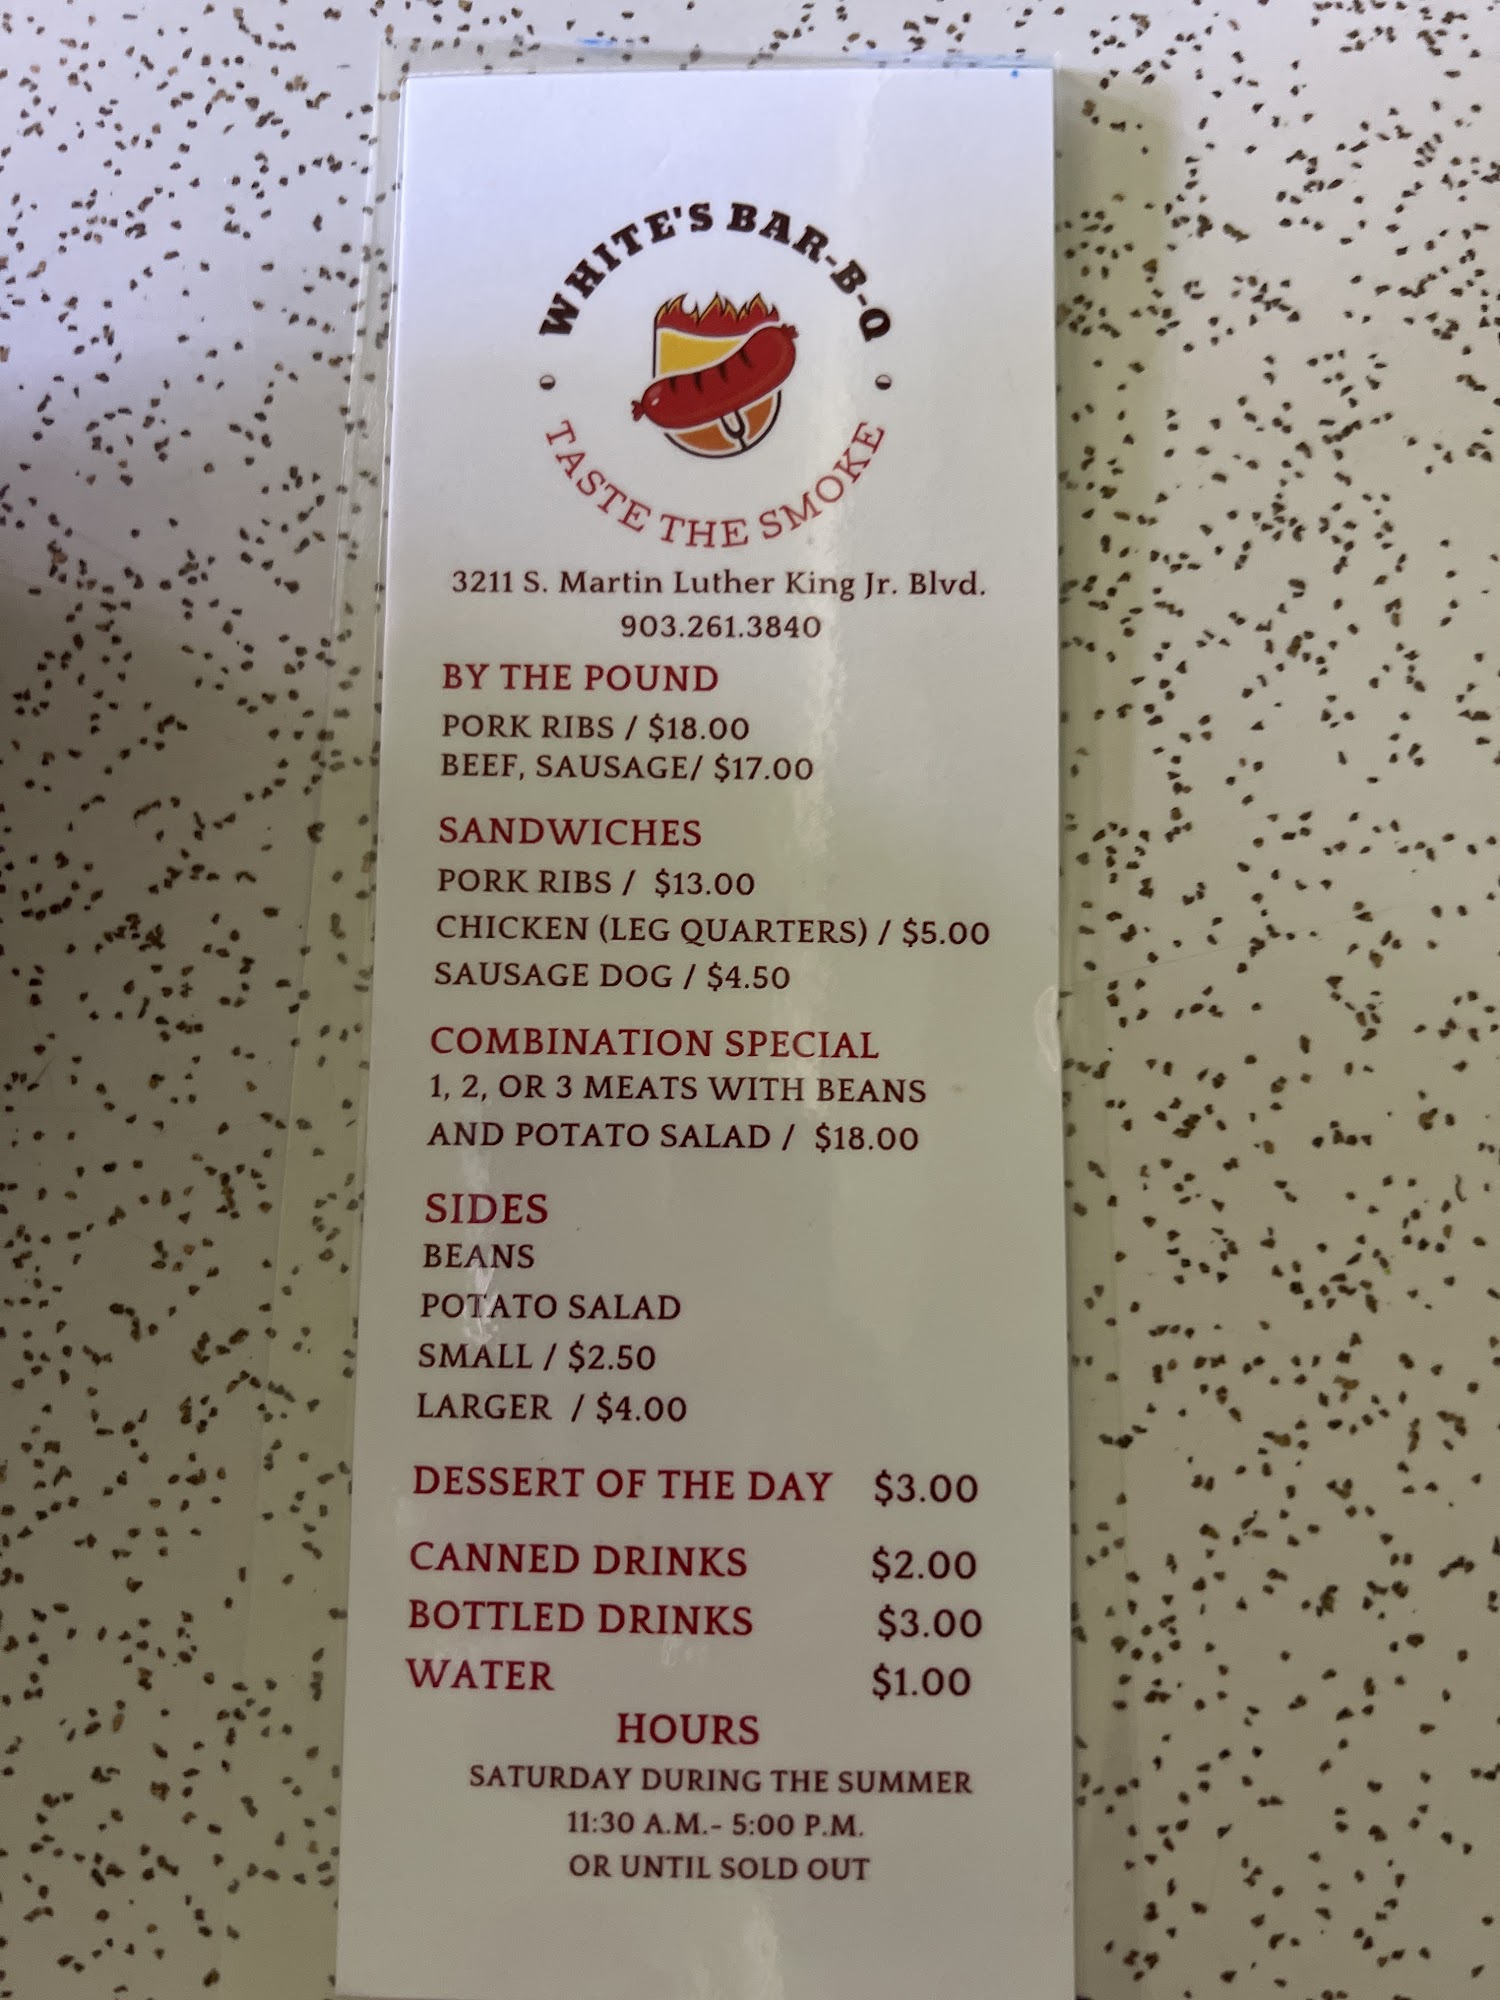 WHITE'S BAR-B-Q
TASTE THE SMOKE
3211 S. Martin Luther King Jr. Blvd.
903.261.3840
BY THE POUND
PORK RIBS / $18.00
BEEF, SAUSAGE/ $17.00
SANDWICHES
PORK RIBS / $13.00
CHICKEN (LEG QUARTERS) / $5.00
SAUSAGE DOG / $4.50
COMBINATION SPECIAL
1, 2, OR 3 MEATS WITH BEANS
AND POTATO SALAD / $18.00
SIDES
BEANS
POTATO SALAD
SMALL / $2.50
LARGER / $4.00
DESSERT OF THE DAY $3.00
CANNED DRINKS $2.00
BOTTLED DRINKS $3.00
WATER $1.00
HOURS
SATURDAY DURING THE SUMMER
11:30 A.M.- 5:00 P.M.
OR UNTIL SOLD OUT